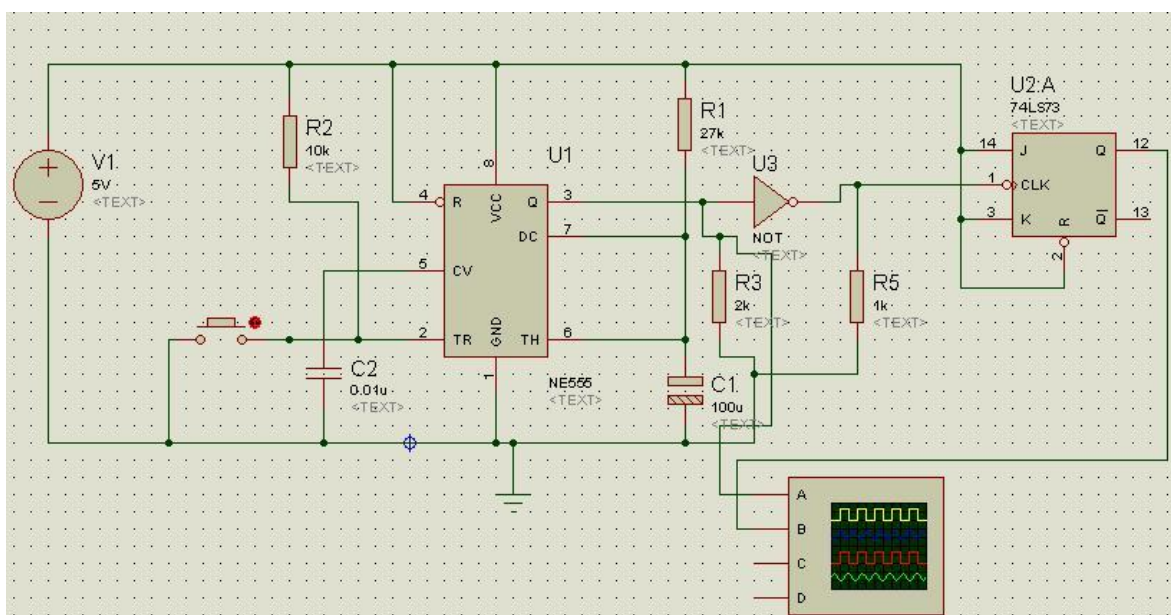 V1
5V
<TEXT>
R2
10k
<TEXT>
U1
R1
27k
<TEXT>
U2:A
74LS73
<TEXT>
8
VCC
4
R
Q
3
DC
7
5
CV
2
TR
GND
1
TH
6
NE555
<TEXT>
C2
0.01u
<TEXT>
C1
100u
<TEXT>
U3
NOT
<TEXT>
R3
2k
<TEXT>
R5
1k
<TEXT>
14
J
Q
12
1
CLK
3
K
R
Q
13
2
A
B
C
D